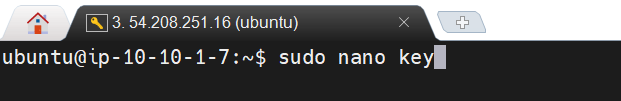 3. 54.208.251.16 (ubuntu)
ubuntu@ip-10-10-1-7:~$ sudo nano key